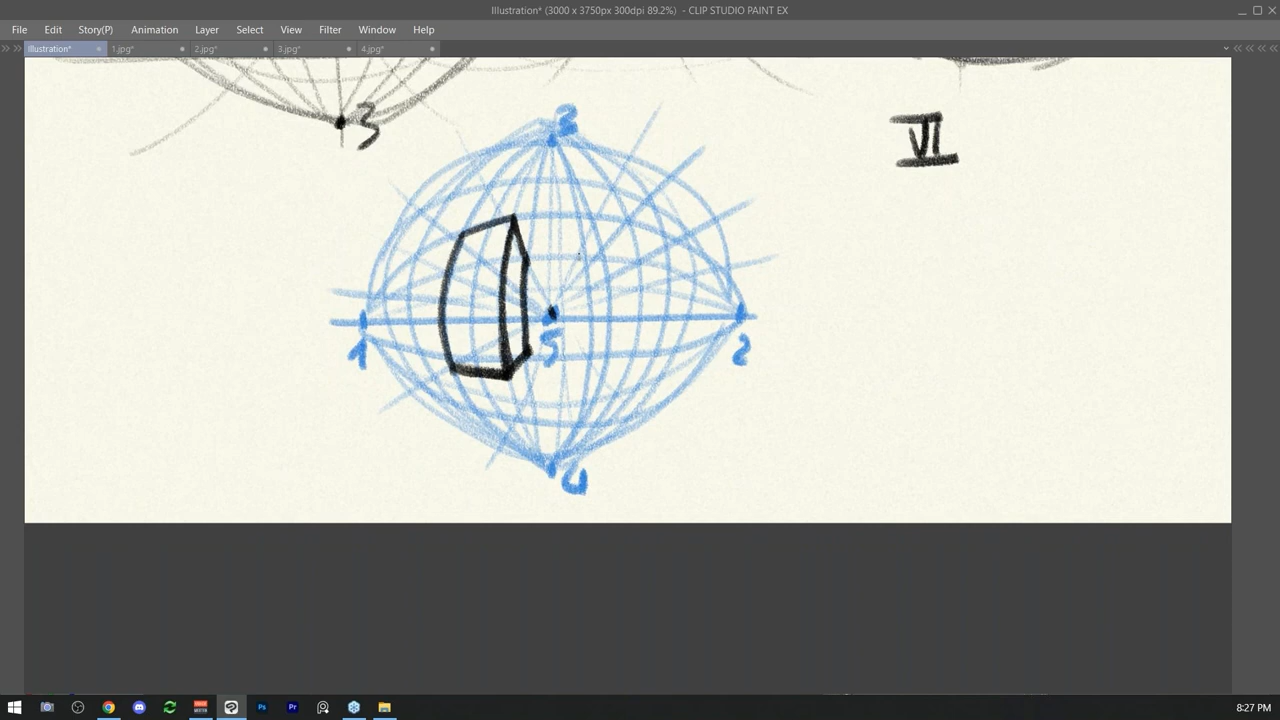 Illustration* (3000 x 3750px 300dpi 89.2%)  - CLIP STUDIO PAINT EX
File Edit Story(P) Animation Layer Select View Filter Window Help
Illustration* 1.jpg* 2.jpg* 3.jpg* 4.jpg*
3
3
VI
1
5
2
4
Ps
Pr
8:27 PM